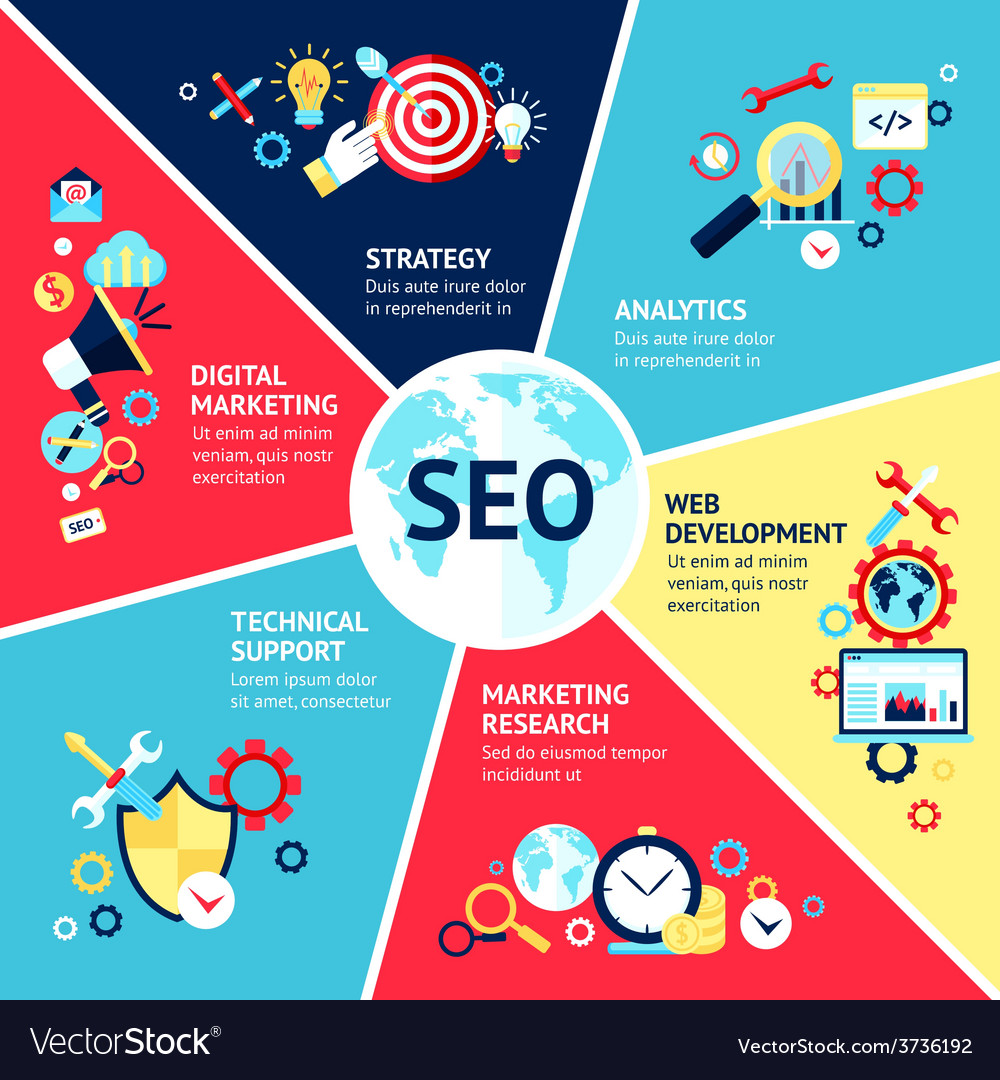 STRATEGY
Duis aute irure dolor
in reprehenderit in
</>
ANALYTICS
Duis aute irure dolor
in reprehenderit in
@
$
DIGITAL
MARKETING
Ut enim ad minim
veniam, quis nostr
exercitation
SEO
SEO
WEB
DEVELOPMENT
Ut enim ad minim
veniam, quis nostr
exercitation
TECHNICAL
SUPPORT
Lorem ipsum dolor
sit amet, consectetur
MARKETING
RESEARCH
Sed do eiusmod tempor
incididunt ut
$
VectorStock®
VectorStock.com/3736192